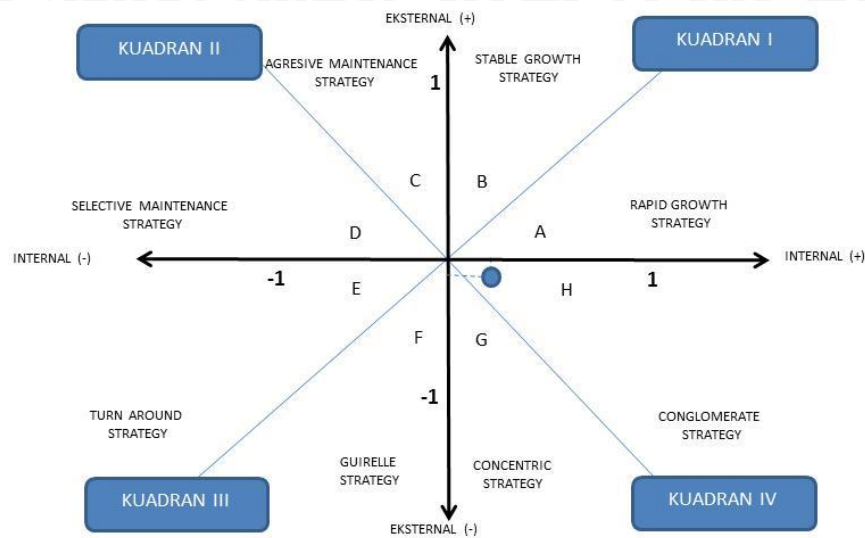 EKSTERNAL (+)
KUADRAN II
KUADRAN I
AGRESIVE MAINTENANCE
STRATEGY
STABLE GROWTH
STRATEGY
1
C
B
SELECTIVE MAINTENANCE
STRATEGY
RAPID GROWTH
STRATEGY
D
A
INTERNAL (-)
INTERNAL (+)
-1
1
E
H
F
G
-1
TURN AROUND
STRATEGY
CONGLOMERATE
STRATEGY
GUIRELLE
STRATEGY
CONCENTRIC
STRATEGY
KUADRAN III
KUADRAN IV
EKSTERNAL (-)